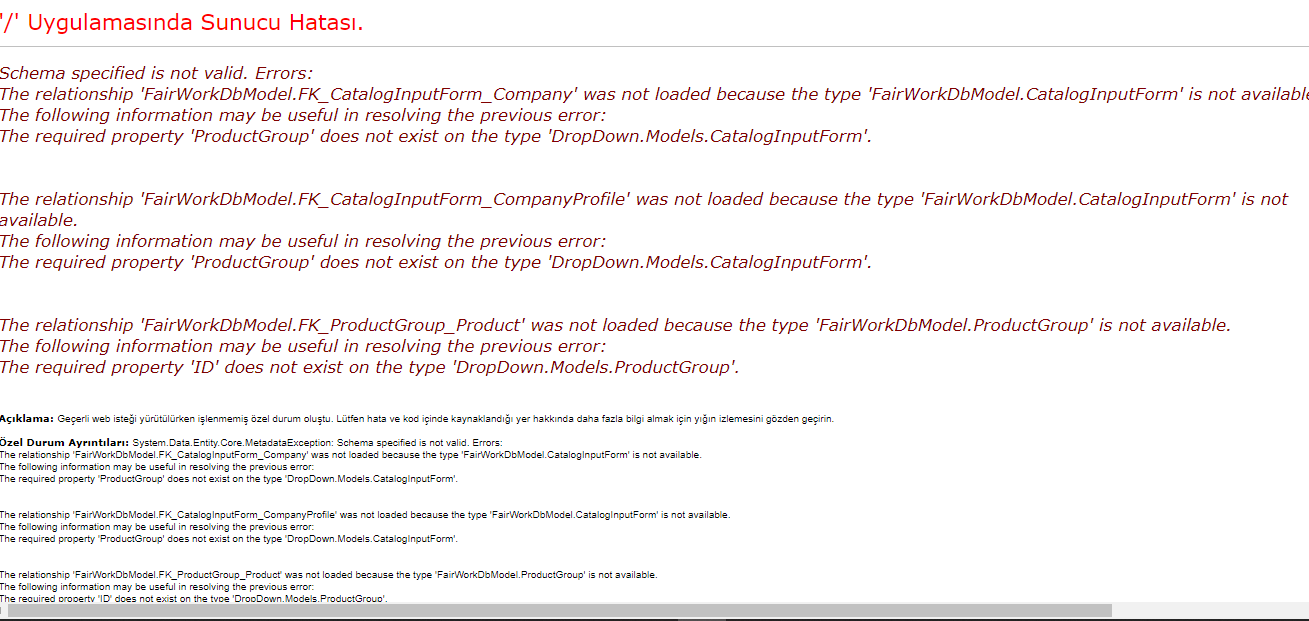 '/' Uygulamasında Sunucu Hatası.
Schema specified is not valid. Errors:
The relationship 'FairWorkDbModel.FK_CatalogInputForm_Company' was not loaded because the type 'FairWorkDbModel.CatalogInputForm' is not available
The following information may be useful in resolving the previous error:
The required property 'ProductGroup' does not exist on the type 'DropDown.Models.CatalogInputForm'.
The relationship 'FairWorkDbModel.FK_CatalogInputForm_CompanyProfile' was not loaded because the type 'FairWorkDbModel.CatalogInputForm' is not
available.
The following information may be useful in resolving the previous error:
The required property 'ProductGroup' does not exist on the type 'DropDown.Models.CatalogInputForm'.
The relationship 'FairWorkDbModel.FK_ProductGroup_Product' was not loaded because the type 'FairWorkDbModel.ProductGroup' is not available.
The following information may be useful in resolving the previous error:
The required property 'ID' does not exist on the type 'DropDown.Models.ProductGroup'.
Açıklama: Geçerli web isteği yürütülürken işlenmemiş özel durum oluştu. Lütfen hata ve kod içinde kaynaklandığı yer hakkında daha fazla bilgi almak için yığın izlemesini gözden geçirin.
Özel Durum Ayrıntıları: System.Data.Entity.Core.MetadataException: Schema specified is not valid. Errors:
The relationship 'FairWorkDbModel.FK_CatalogInputForm_Company' was not loaded because the type 'FairWorkDbModel.CatalogInputForm' is not available.
The following information may be useful in resolving the previous error:
The required property 'ProductGroup' does not exist on the type 'DropDown.Models.CatalogInputForm'.
The relationship 'FairWorkDbModel.FK_CatalogInputForm_CompanyProfile' was not loaded because the type 'FairWorkDbModel.CatalogInputForm' is not available.
The following information may be useful in resolving the previous error:
The required property 'ProductGroup' does not exist on the type 'DropDown.Models.CatalogInputForm'.
The relationship 'FairWorkDbModel.FK_ProductGroup_Product' was not loaded because the type 'FairWorkDbModel.ProductGroup' is not available.
The following information may be useful in resolving the previous error:
The required property 'ID' does not exist on the type 'DropDown.Models.ProductGroup'.